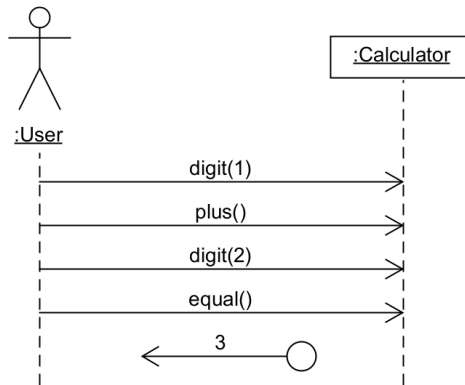 :Calculator
:User
digit(1)
plus()
digit(2)
equal()
3